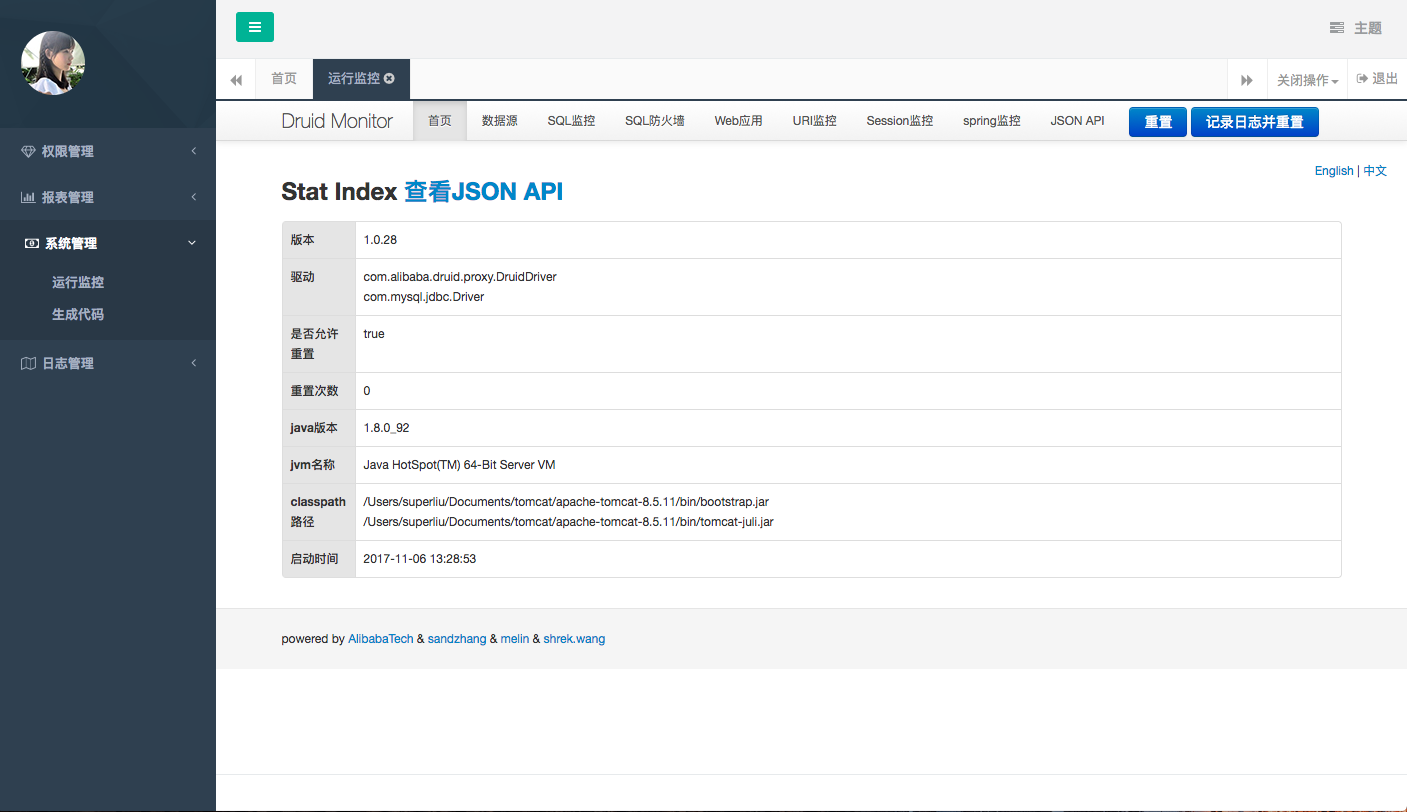 主题
首页
运行监控
关闭操作
退出
权限管理
报表管理
系统管理
运行监控
生成代码
日志管理
Druid Monitor 首页 数据源 SQL监控 SQL防火墙 Web应用 URI监控 Session监控 spring监控 JSON API 重置 记录日志并重置
English | 中文
Stat Index 查看JSON API
版本 1.0.28
驱动 com.alibaba.druid.proxy.DruidDriver
com.mysql.jdbc.Driver
是否允许 true
重置
重置次数 0
java版本 1.8.0_92
jvm名称 Java HotSpot(TM) 64-Bit Server VM
classpath /Users/superliu/Documents/tomcat/apache-tomcat-8.5.11/bin/bootstrap.jar
路径 /Users/superliu/Documents/tomcat/apache-tomcat-8.5.11/bin/tomcat-juli.jar
启动时间 2017-11-06 13:28:53
powered by AlibabaTech & sandzhang & melin & shrek.wang